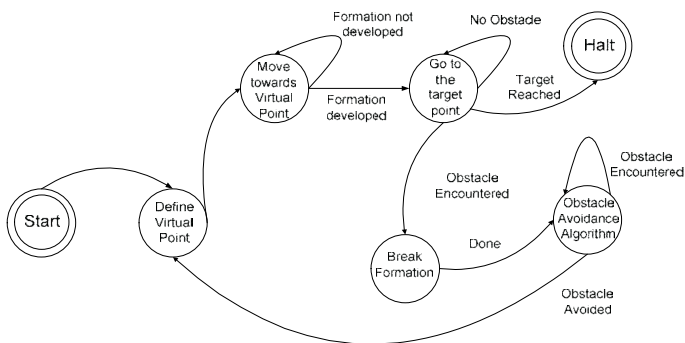 Formation not
developed
No Obstade
Halt
Move
towards
Virtual
Point
Go to
the
target
point
Target
Reached
Formation
developed
Obstacle
Encountered
Obstacle
Encountered
Start
Define
Virtual
Point
Obstacle
Avoidance
Algorithm
Done
Break
Formation
Obstacle
Avoided